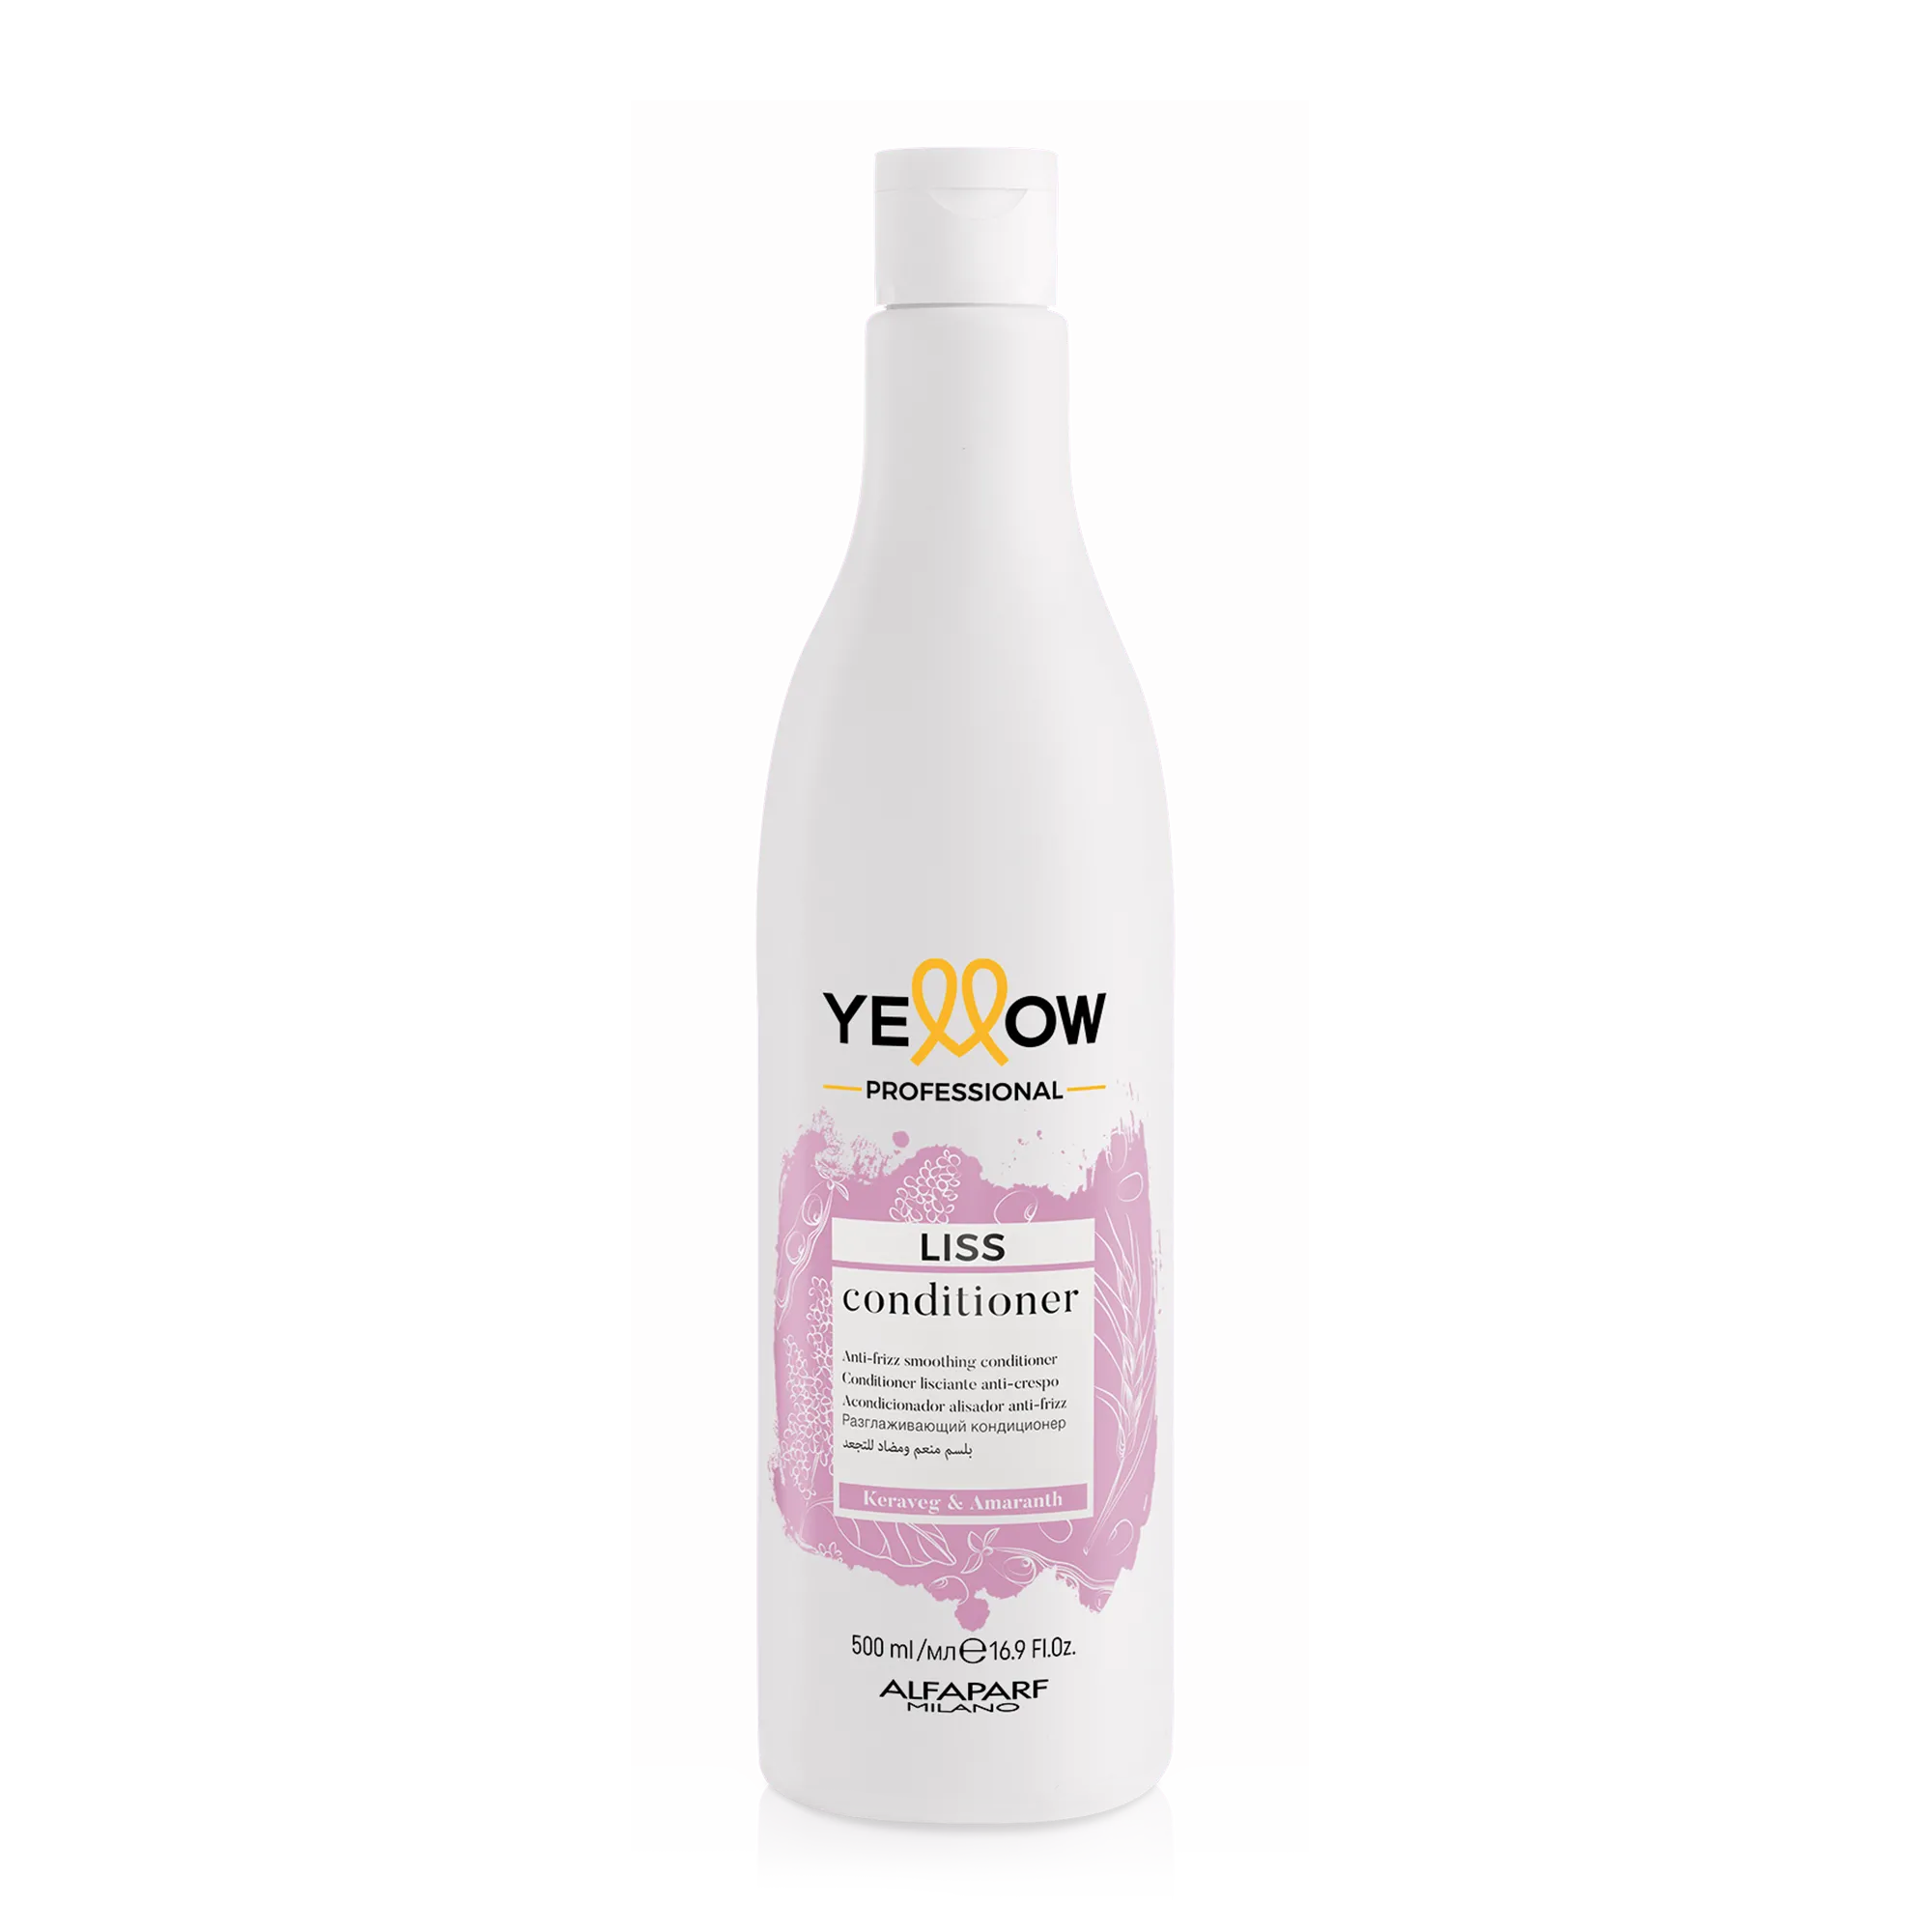 YELLOW
PROFESSIONAL
LISS
conditioner
Anti-frizz smoothing conditioner
Conditioner lisciante anti-crespo
Acondicionador alisador anti-frizz
Разглаживающий кондиционер
بلسم منعم ومضاد للتجعد
Keraveg & Amaranth
500 ml/мл℮16.9 Fl.Oz.
ALFAPARF
MILANO